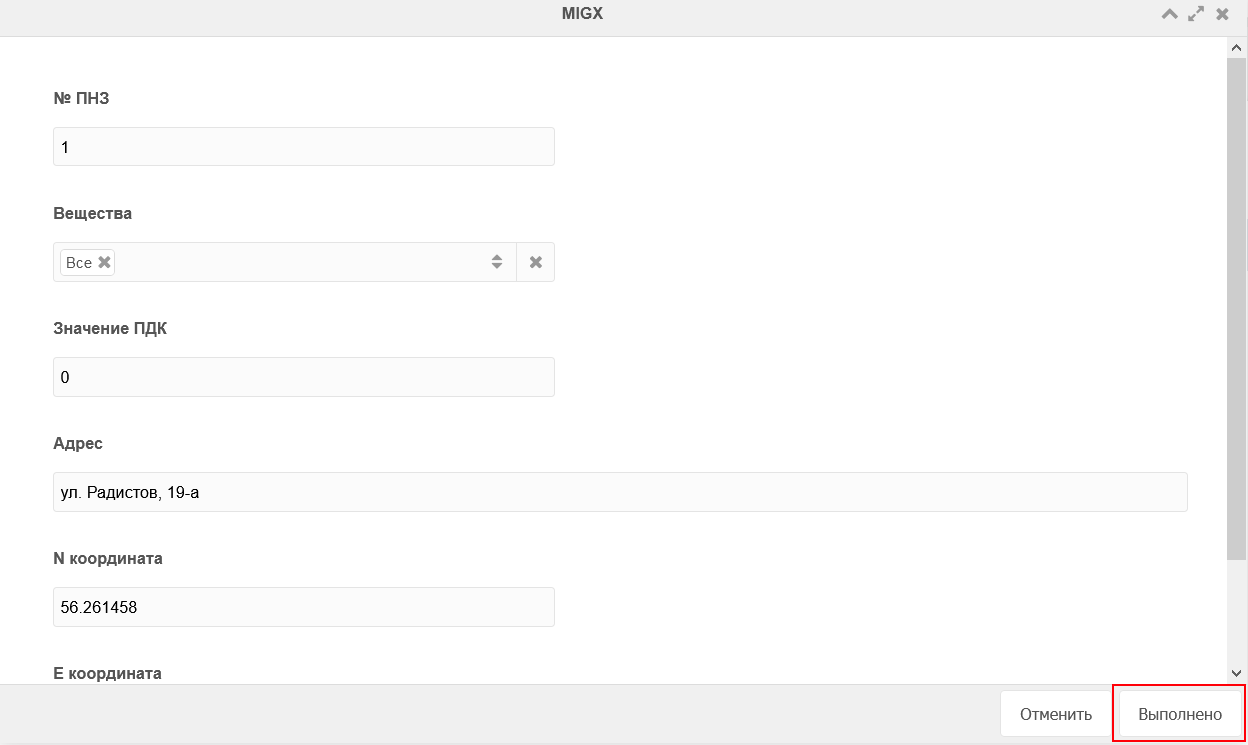 MIGX
№ ПНЗ
1
Вещества
Все
Значение ПДК
0
Адрес
ул. Радистов, 19-а
N координата
56.261458
E координата
Отменить
Выполнено